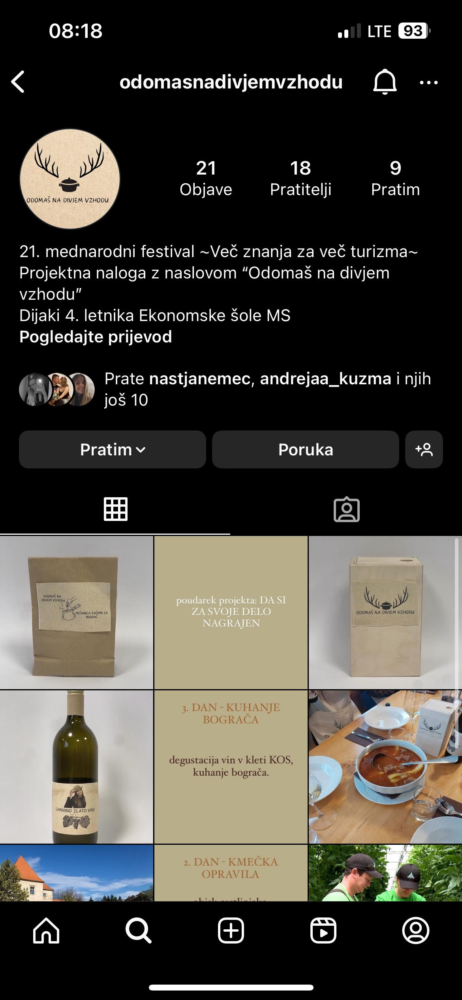 08:18
LTE 93
odomasnadivjemvzhodu
ODOMAŠ NA DIVJEM VZHODU
21 18 9
Objave Pratitelji Pratim
21. mednarodni festival ~Več znanja za več turizma~
Projektna naloga z naslovom “Odomaš na divjem
vzhodu”
Dijaki 4. letnika Ekonomske šole MS
Pogledajte prijevod
Prate nastjanemec, andrejaa_kuzma i njih
još 10
Pratim
Poruka
ODOMAŠ NA
DIVJEM VZHODU
MEŠANICA ZAČIMB ZA
BOGRAČ
poudarek projekta: DA SI
ZA SVOJE DELO
NAGRAJEN
ODOMAŠ NA DIVJEM VZHODU
SAMIRINO ZLATO VINO
3. DAN - KUHANJE
BOGRAČA
degustacija vin v kleti KOS,
kuhanje bograča.
ODOMAŠ NA DIVJEM VZHODU
2. DAN - KMEČKA
OPRAVILA